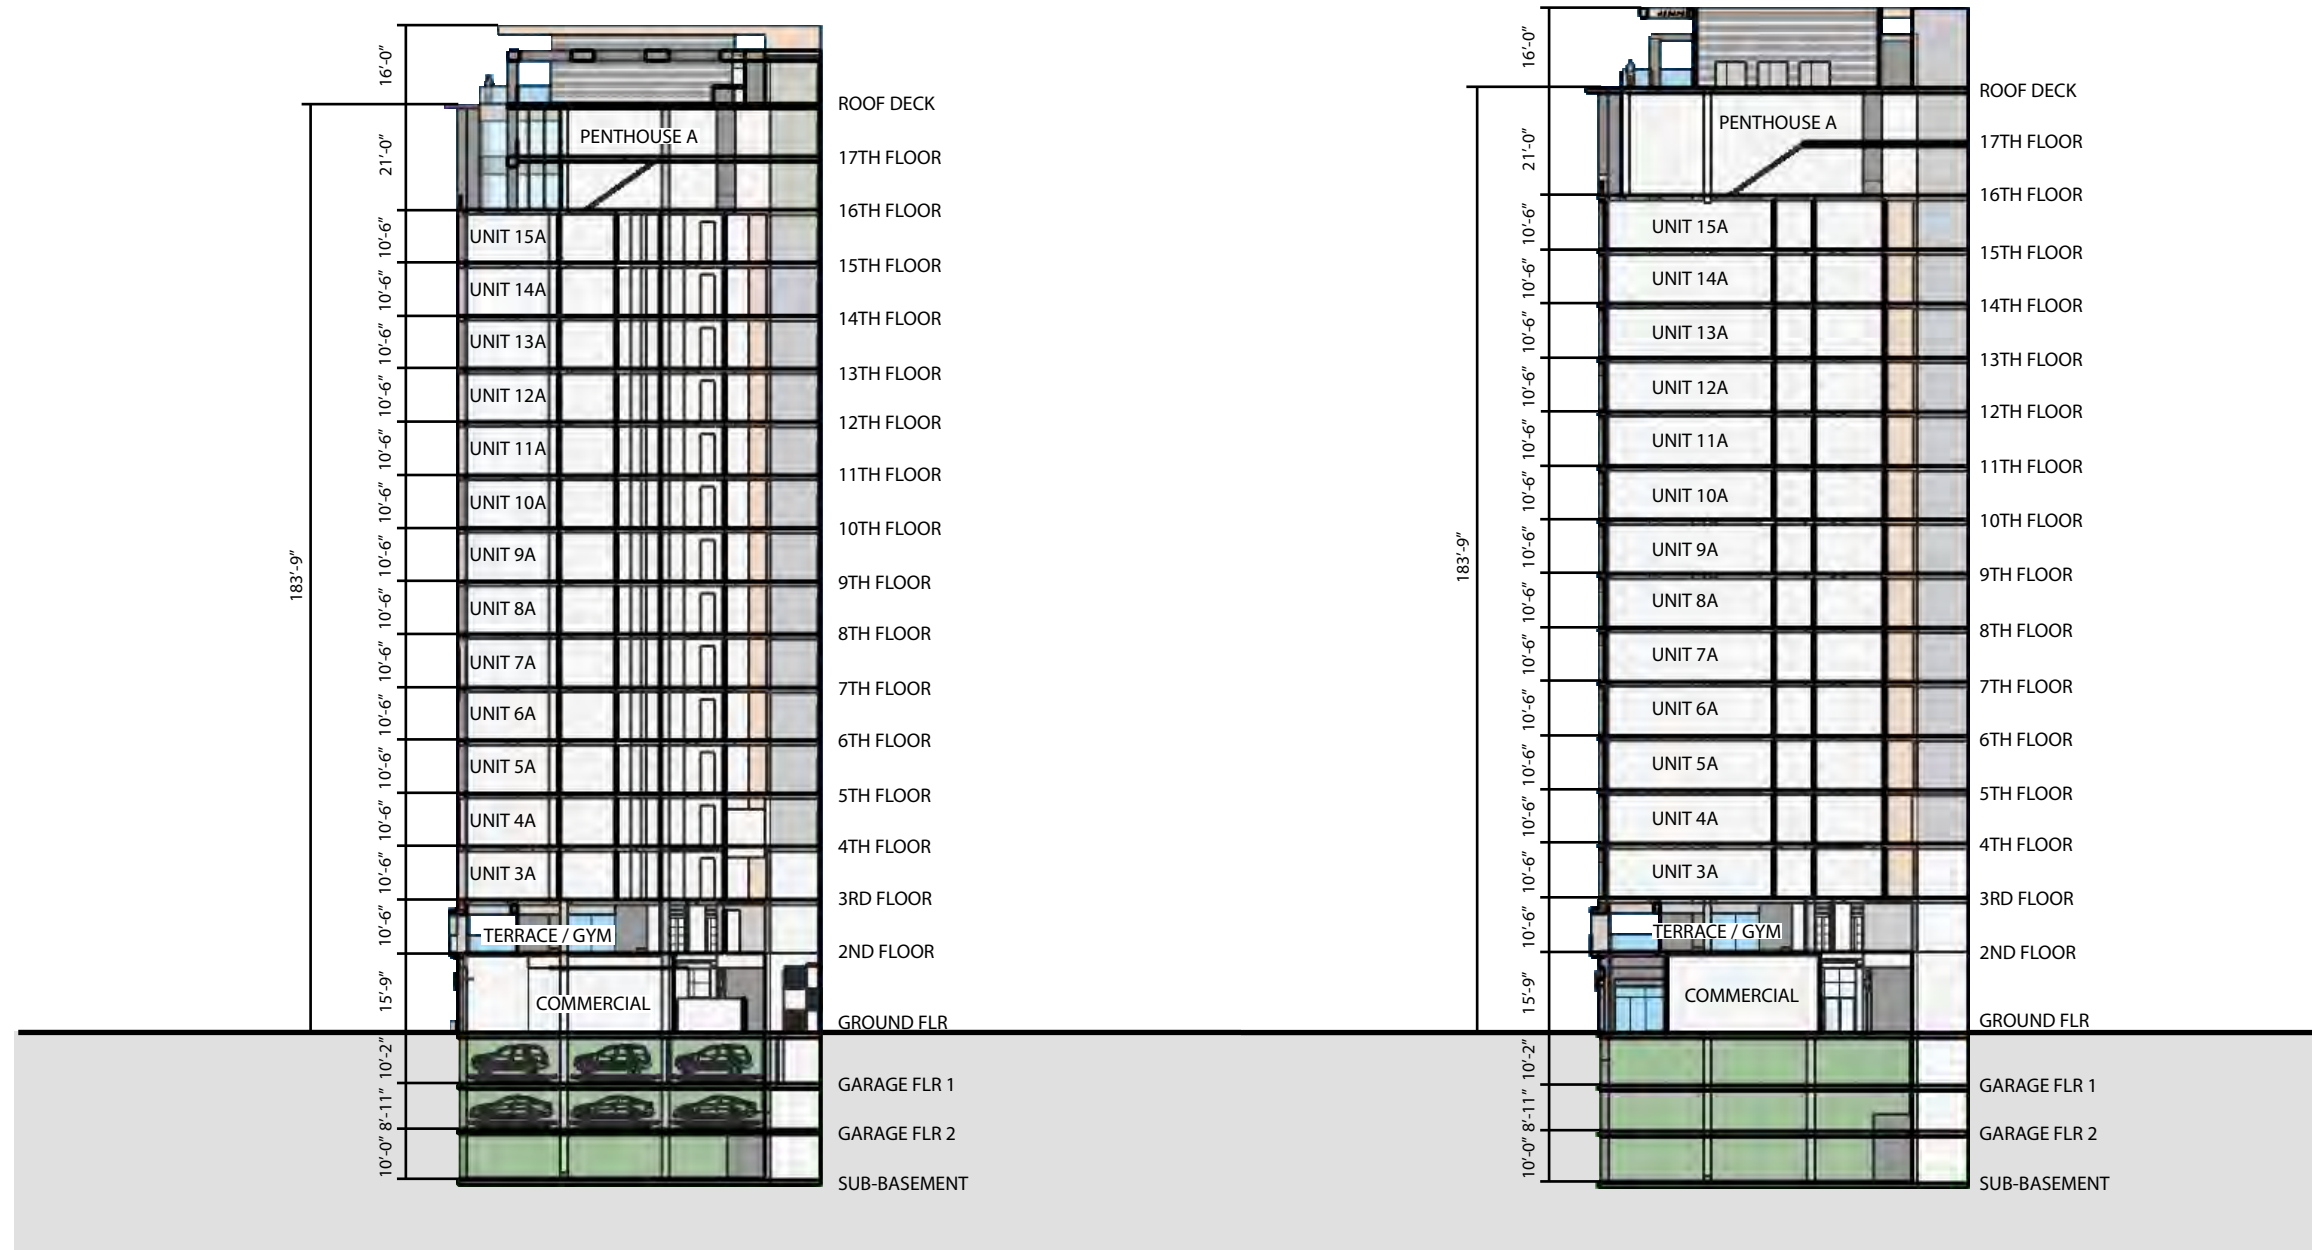 16'-0"
ROOF DECK
PENTHOUSE A
21'-0"
17TH FLOOR
16TH FLOOR
10'-6"
UNIT 15A
15TH FLOOR
10'-6"
UNIT 14A
14TH FLOOR
10'-6"
UNIT 13A
13TH FLOOR
10'-6"
UNIT 12A
12TH FLOOR
10'-6"
UNIT 11A
11TH FLOOR
10'-6"
UNIT 10A
10TH FLOOR
10'-6"
UNIT 9A
183'-9"
9TH FLOOR
10'-6"
UNIT 8A
8TH FLOOR
10'-6"
UNIT 7A
7TH FLOOR
10'-6"
UNIT 6A
6TH FLOOR
10'-6"
UNIT 5A
5TH FLOOR
10'-6"
UNIT 4A
4TH FLOOR
10'-6"
UNIT 3A
3RD FLOOR
10'-6"
TERRACE / GYM
2ND FLOOR
15'-9"
COMMERCIAL
GROUND FLR
10'-2"
GARAGE FLR 1
8'-11"
GARAGE FLR 2
10'-0"
SUB-BASEMENT
16'-0"
ROOF DECK
PENTHOUSE A
21'-0"
17TH FLOOR
16TH FLOOR
10'-6"
UNIT 15A
15TH FLOOR
10'-6"
UNIT 14A
14TH FLOOR
10'-6"
UNIT 13A
13TH FLOOR
10'-6"
UNIT 12A
12TH FLOOR
10'-6"
UNIT 11A
11TH FLOOR
10'-6"
UNIT 10A
10TH FLOOR
10'-6"
UNIT 9A
183'-9"
9TH FLOOR
10'-6"
UNIT 8A
8TH FLOOR
10'-6"
UNIT 7A
7TH FLOOR
10'-6"
UNIT 6A
6TH FLOOR
10'-6"
UNIT 5A
5TH FLOOR
10'-6"
UNIT 4A
4TH FLOOR
10'-6"
UNIT 3A
3RD FLOOR
10'-6"
TERRACE / GYM
2ND FLOOR
15'-9"
COMMERCIAL
GROUND FLR
10'-2"
GARAGE FLR 1
8'-11"
GARAGE FLR 2
10'-0"
SUB-BASEMENT